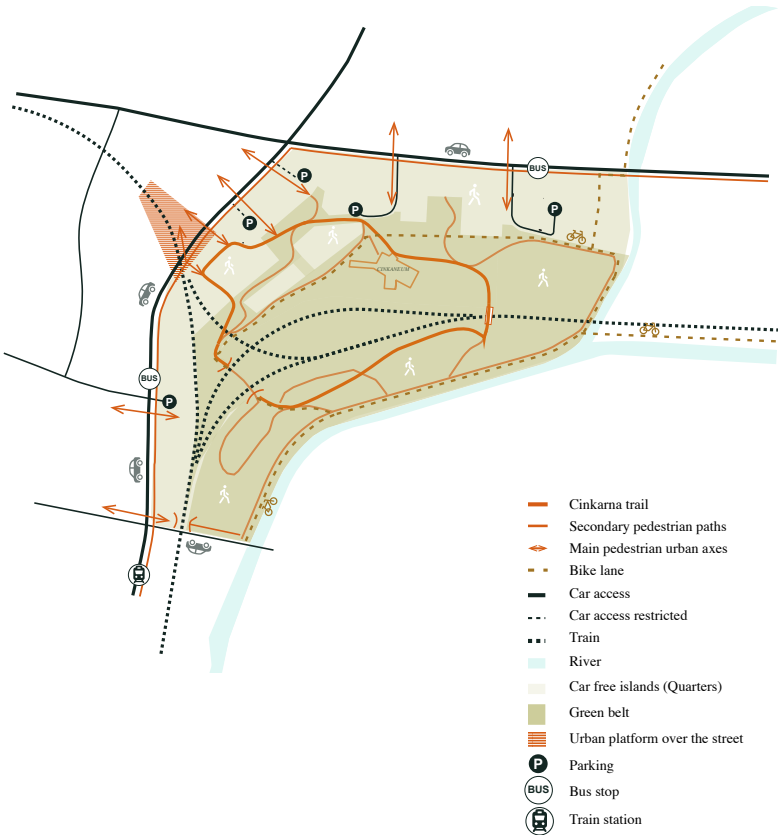 BUS
P
P
P
P
CINKANEUM
BUS
P
Cinkarna trail
Secondary pedestrian paths
Main pedestrian urban axes
Bike lane
Car access
Car access restricted
Train
River
Car free islands (Quarters)
Green belt
Urban platform over the street
P Parking
BUS Bus stop
Train station